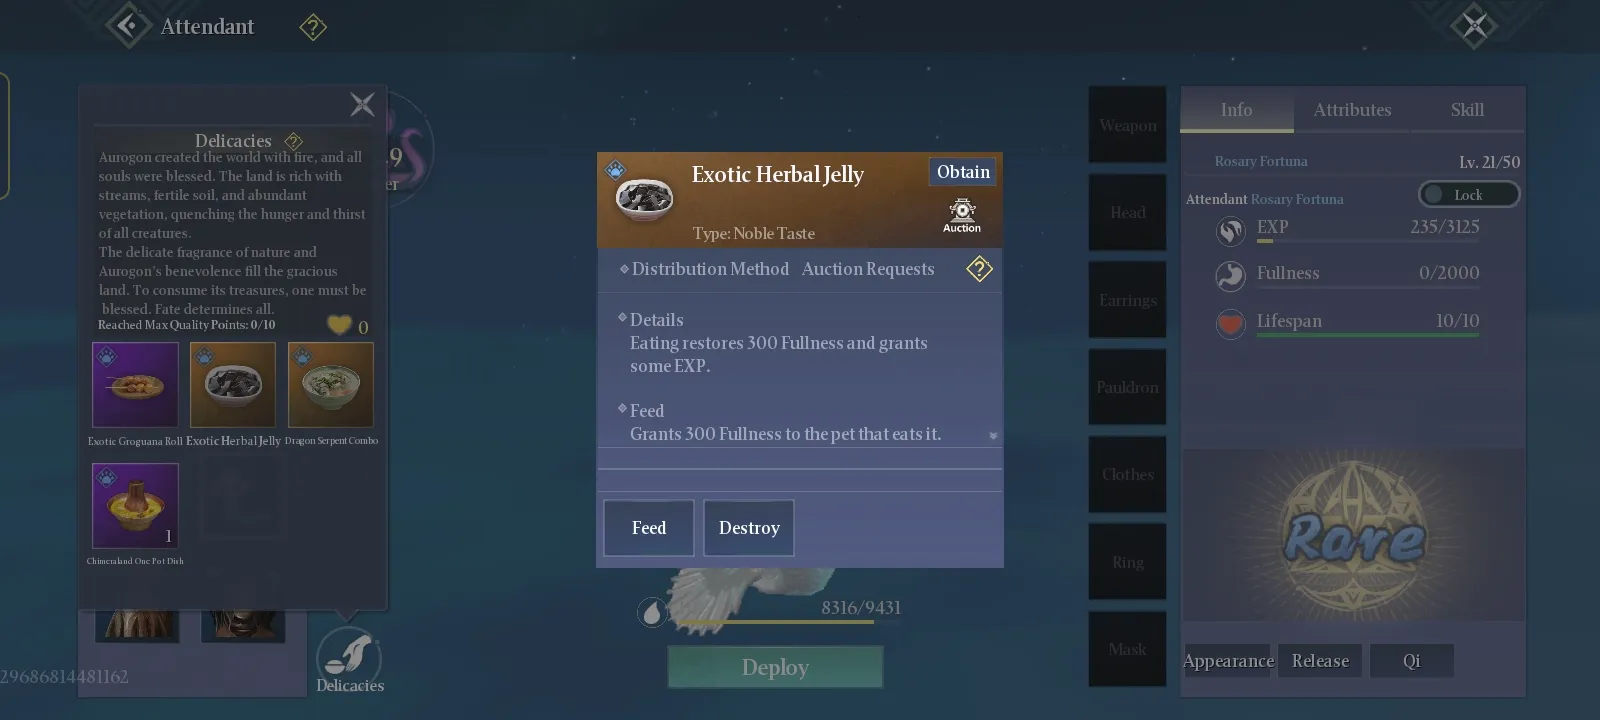 Attendant
?
Delicacies ?
Aurogon created the world with fire, and all
souls were blessed. The land is rich with
streams, fertile soil, and abundant
vegetation, quenching the hunger and thirst
of all creatures.
The delicate fragrance of nature and
Aurogon's benevolence fill the gracious
land. To consume its treasures, one must be
blessed. Fate determines all.
Reached Max Quality Points: 0/10
0
Exotic Groguana Roll
Exotic Herbal Jelly
Dragon Serpent Combo
1
Chimeraland One Pot Dish
Delicacies
29686814481162
.9
er
Exotic Herbal Jelly
Obtain
Type: Noble Taste
Auction
Distribution Method Auction Requests
?
Details
Eating restores 300 Fullness and grants
some EXP.
Feed
Grants 300 Fullness to the pet that eats it.
Feed
Destroy
8316/9431
Deploy
Weapon
Head
Earrings
Pauldron
Clothes
Ring
Mask
Info
Attributes
Skill
Rosary Fortuna
Lv. 21/50
Attendant Rosary Fortuna
Lock
EXP 235/3125
Fullness 0/2000
Lifespan 10/10
Rare
Appearance
Release
Qi